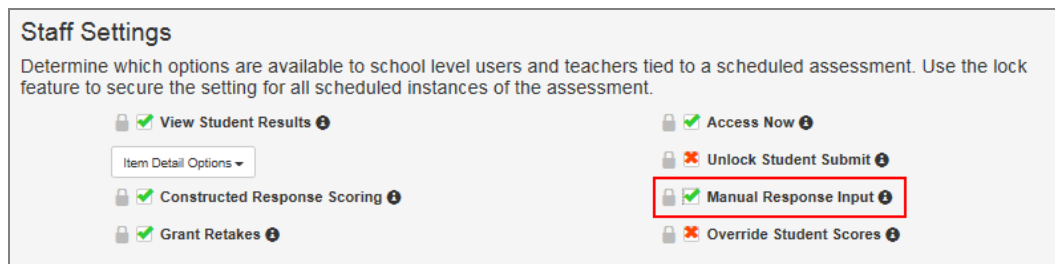 Staff Settings
Determine which options are available to school level users and teachers tied to a scheduled assessment. Use the lock
feature to secure the setting for all scheduled instances of the assessment.
View Student Results
Access Now
Item Detail Options
Unlock Student Submit
Constructed Response Scoring
Manual Response Input
Grant Retakes
Override Student Scores